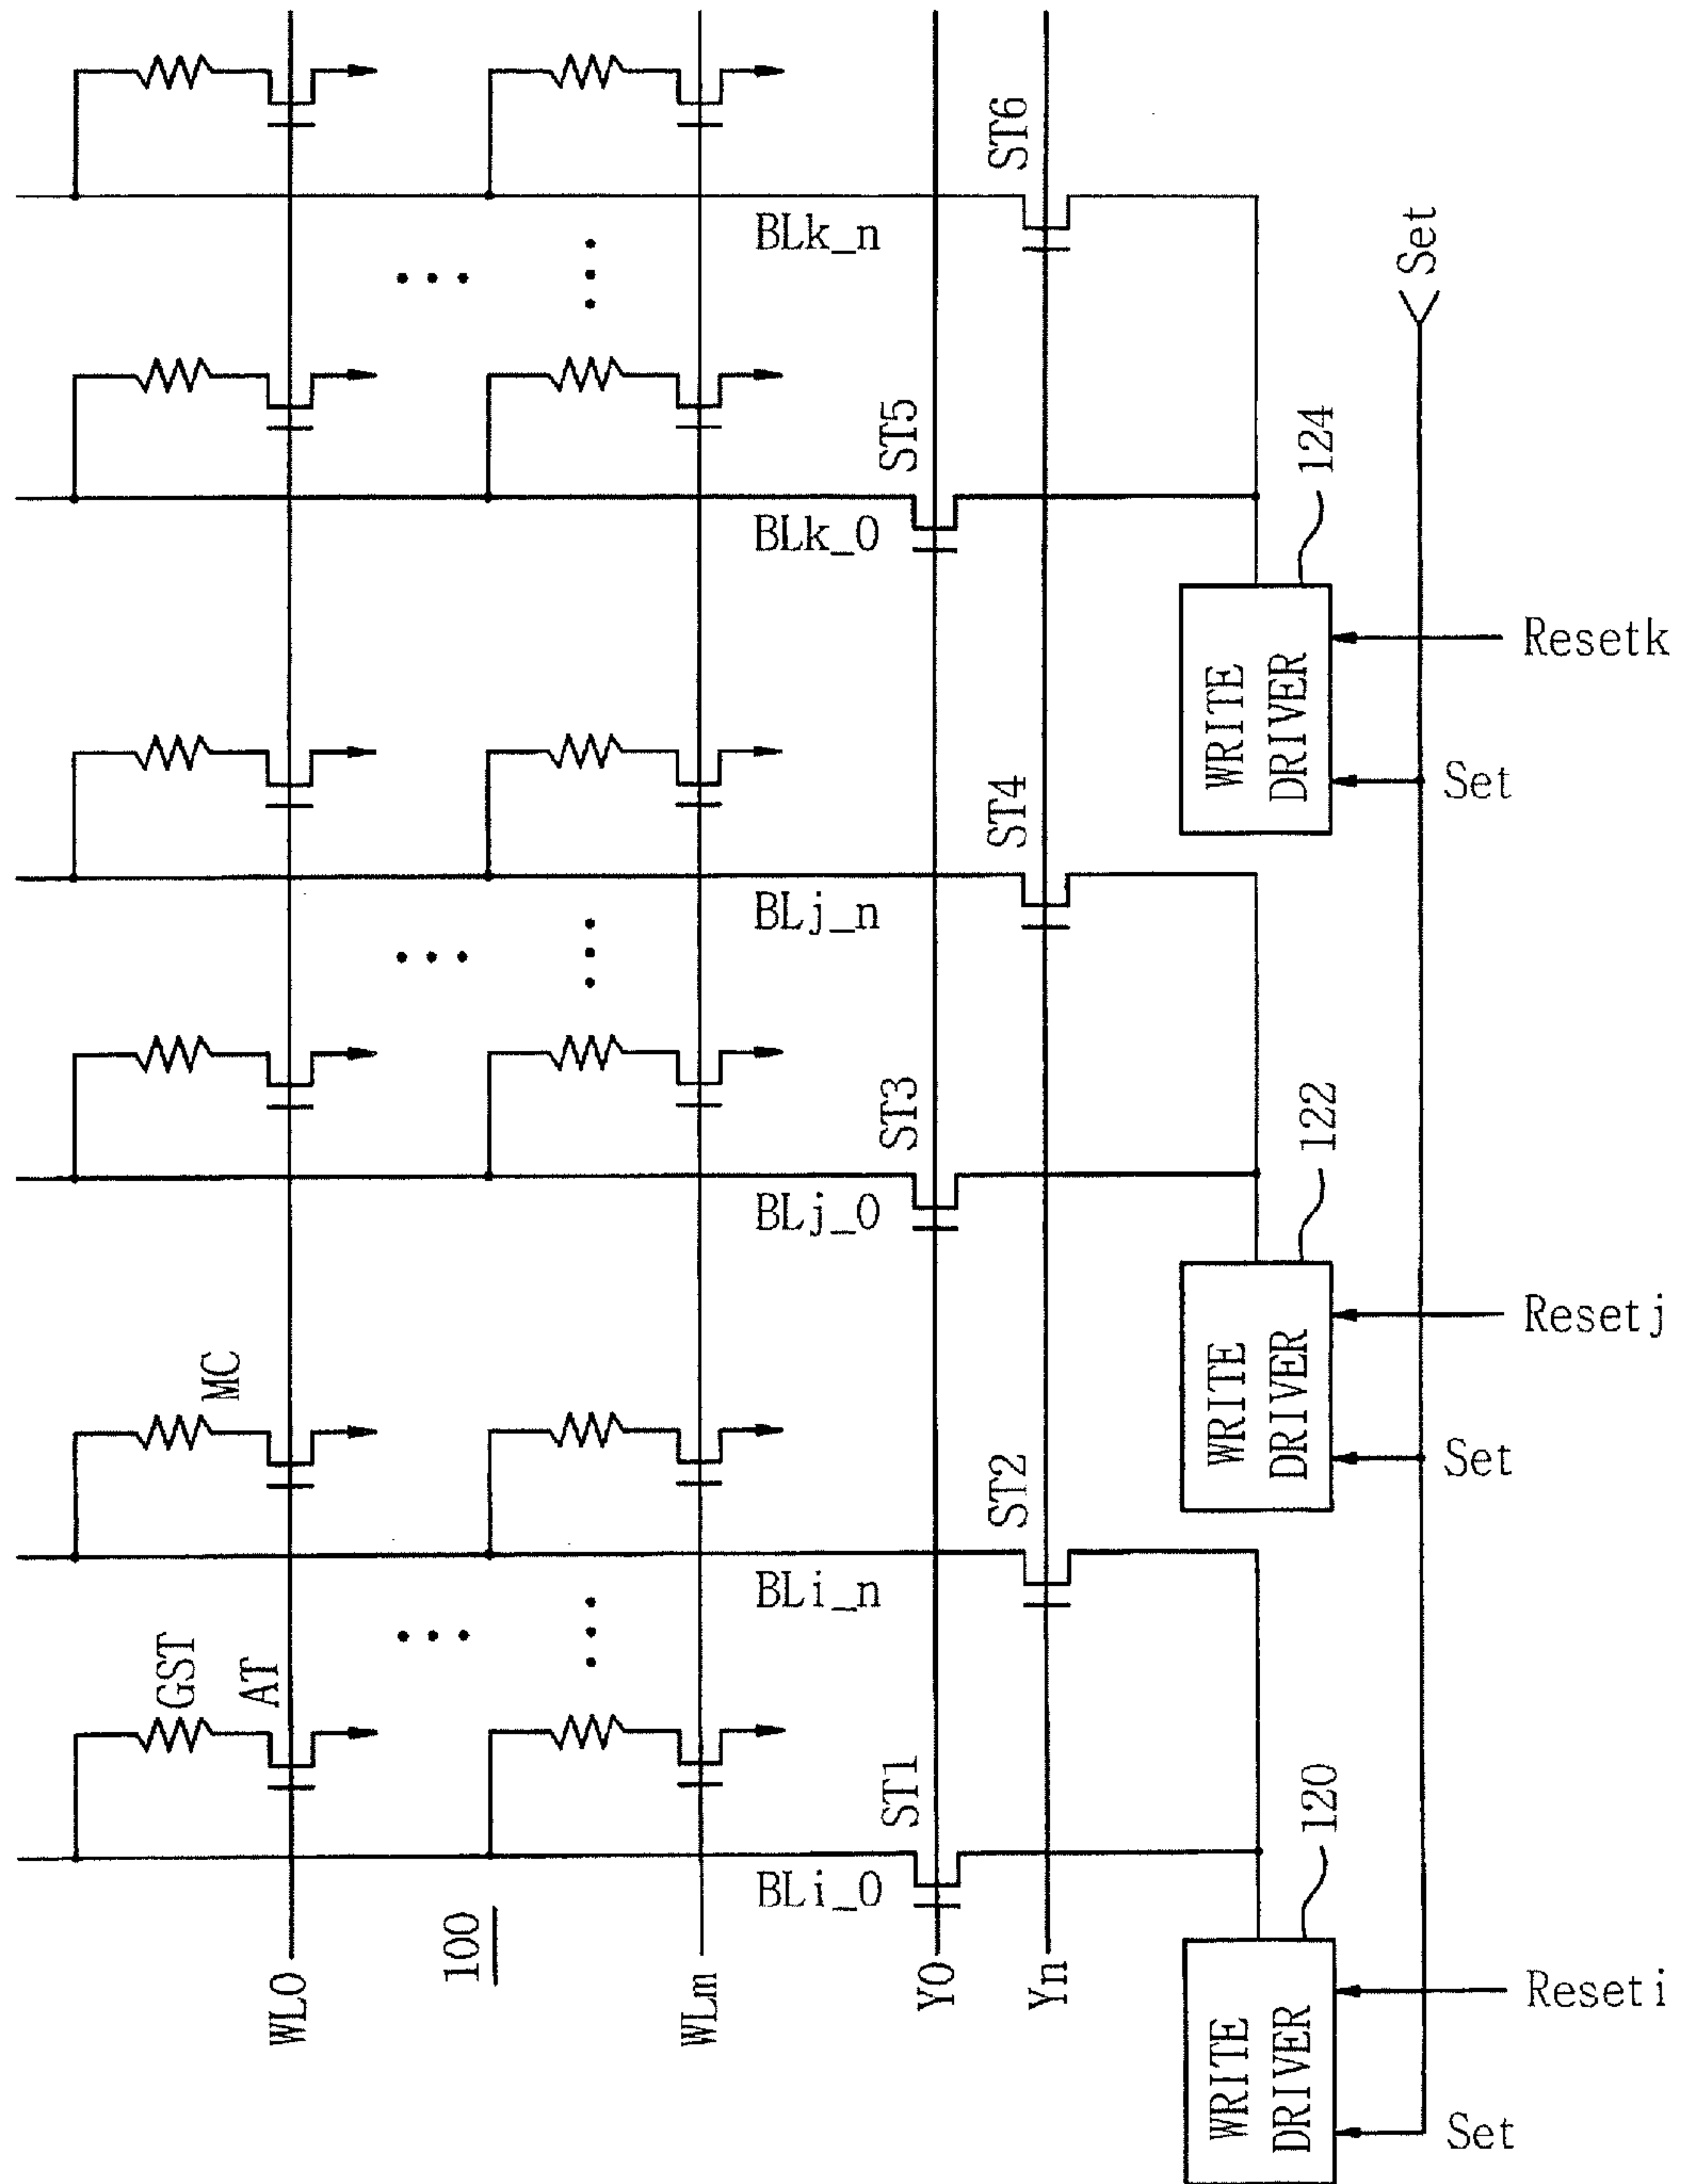 WL0
GST
AT
MC
100
WLm
BLi_0
BLi_n
BLj_0
BLj_n
BLk_0
BLk_n
Y0
ST1
ST3
ST5
Yn
ST2
ST4
ST6
WRITE
DRIVER
120
WRITE
DRIVER
122
WRITE
DRIVER
124
Set
Reseti
Set
Resetj
Set
Resetk
Set